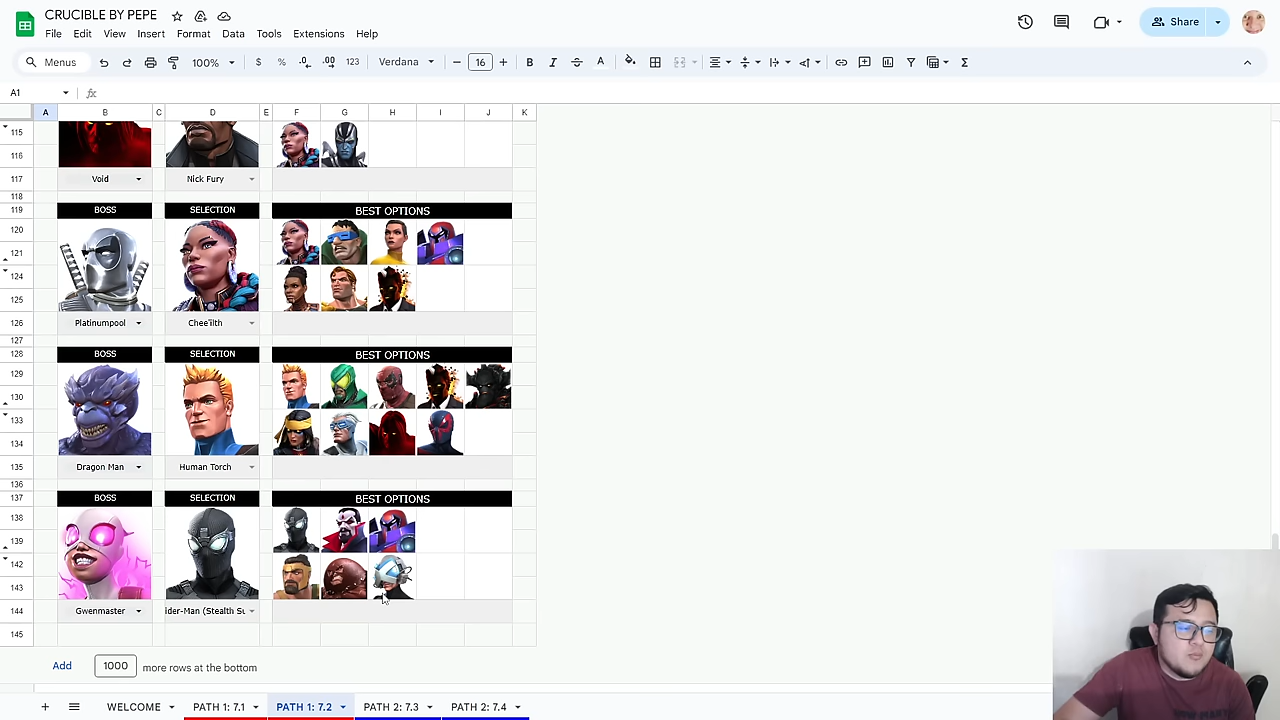 CRUCIBLE BY PEPE
File Edit View Insert Format Data Tools Extensions Help
Share
Menus 100% $ % .0 .00 123 Verdana − 16 + B I A Σ
A1 fx
A B C D E F G H I J K
115
116
117 Void Nick Fury
118
119 BOSS SELECTION BEST OPTIONS
120
121
124
125
126 Platinumpool Chee'ilth
127
128 BOSS SELECTION BEST OPTIONS
129
130
133
134
135 Dragon Man Human Torch
136
137 BOSS SELECTION BEST OPTIONS
138
139
142
143
144 Gwenmaster ider-Man (Stealth Su
145
Add 1000 more rows at the bottom
+ WELCOME PATH 1: 7.1 PATH 1: 7.2 PATH 2: 7.3 PATH 2: 7.4